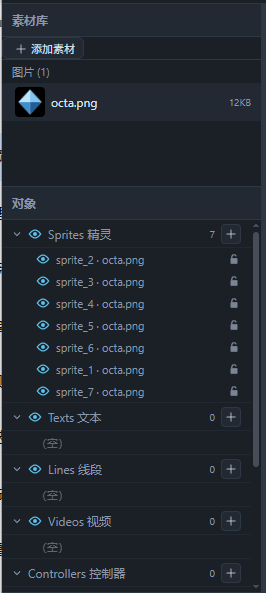 素材库
+ 添加素材
图片 (1)
octa.png 12KB
对象
Sprites 精灵 7 +
sprite_2 · octa.png
sprite_3 · octa.png
sprite_4 · octa.png
sprite_5 · octa.png
sprite_6 · octa.png
sprite_1 · octa.png
sprite_7 · octa.png
Texts 文本 0 +
(空)
Lines 线段 0 +
(空)
Videos 视频 0 +
(空)
Controllers 控制器 0 +